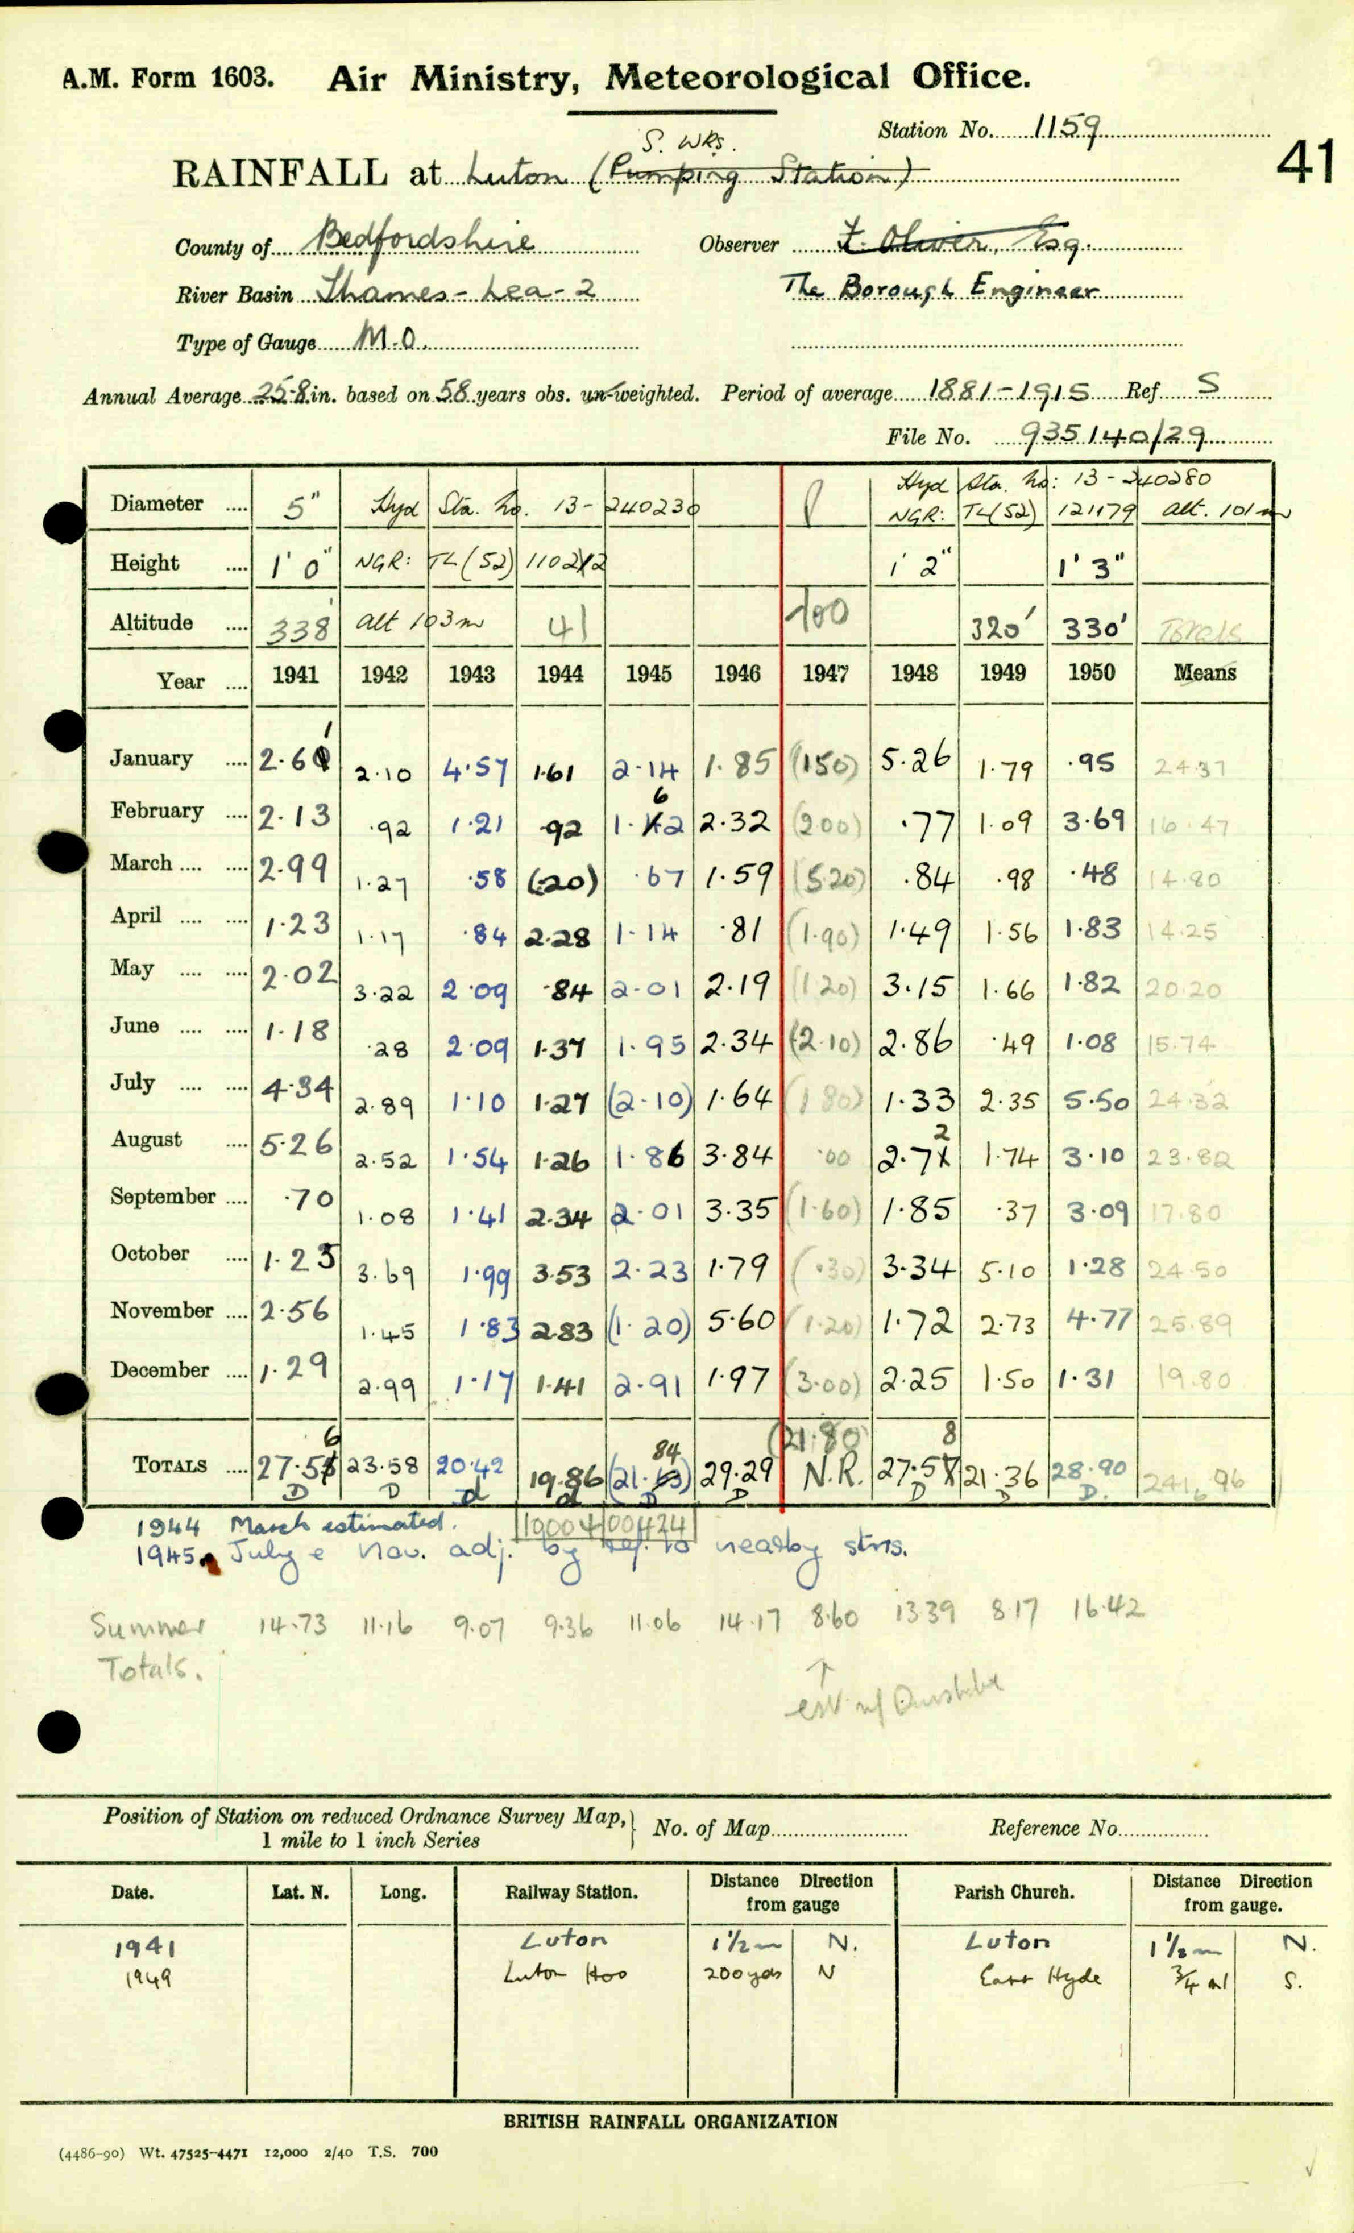 A.M. Form 1603. Air Ministry, Meteorological Office.
Station No. 1159
41
S. Wks.
RAINFALL at Luton (Pumping Station)
County of Bedfordshire Observer F. Oliver, Esq.
River Basin Thames - Lea - 2 The Borough Engineer
Type of Gauge M.O.
Annual Average 25.8 in. based on 58 years obs. un-weighted. Period of average 1881-1915 Ref S
File No. 935140/29
Diameter .... 5" Hyd Sta. No. 13-240230 Hyd Sta. No: 13-240280
NGR: TL(52) 121179 alt. 101m
Height .... 1' 0" NGR: TL(52) 1102 1' 2" 1' 3"
Altitude .... 338' alt 103m 41 320' 330' Totals
Year .... 1941 1942 1943 1944 1945 1946 1947 1948 1949 1950 Means
January .... 2.61 2.10 4.57 1.61 2.14 1.85 (1.50) 5.26 1.79 .95 24.37
February .... 2.13 .92 1.21 .92 1.62 2.32 (2.00) .77 1.09 3.69 16.47
March .... .... 2.99 1.27 .58 (.20) .67 1.59 (5.20) .84 .98 .48 14.80
April .... .... 1.23 1.17 .84 2.28 1.14 .81 (1.90) 1.49 1.56 1.83 14.25
May .... .... 2.02 3.22 2.09 .84 2.01 2.19 (1.20) 3.15 1.66 1.82 20.20
June .... .... 1.18 .28 2.09 1.37 1.95 2.34 (2.10) 2.86 .49 1.08 15.74
July .... .... 4.34 2.89 1.10 1.27 (2.10) 1.64 (1.80) 1.33 2.35 5.50 24.32
August .... 5.26 2.52 1.54 1.26 1.86 3.84 .00 2.72 1.74 3.10 23.82
September .... .70 1.08 1.41 2.34 2.01 3.35 (1.60) 1.85 .37 3.09 17.80
October .... 1.25 3.69 1.99 3.53 2.23 1.79 (.30) 3.34 5.10 1.28 24.50
November .... 2.56 1.45 1.83 2.83 (1.20) 5.60 (1.20) 1.72 2.73 4.77 25.89
December .... 1.29 2.99 1.17 1.41 2.91 1.97 (3.00) 2.25 1.50 1.31 19.80
(21.80)
TOTALS .... 27.56 23.58 20.42 19.86 (21.84) 29.29 N.R. 27.58 21.36 28.90 241.96
D D d d D D D D D.
1944 March estimated. 19004 00424
1945. July & Nov. adj. by ref. to nearby stns.
Summer 14.73 11.16 9.07 9.36 11.06 14.17 8.60 13.39 8.17 16.42
Totals.
Position of Station on reduced Ordnance Survey Map,
1 mile to 1 inch Series
No. of Map Reference No.
Date. Lat. N. Long. Railway Station. Distance Direction from gauge Parish Church. Distance Direction from gauge.
1941 Luton 1½m N. Luton 1½m N.
1949 Luton Hoo 200yds N East Hyde ¾ ml S.
BRITISH RAINFALL ORGANIZATION
(4486-90) Wt. 47525-4471 12,000 2/40 T.S. 700